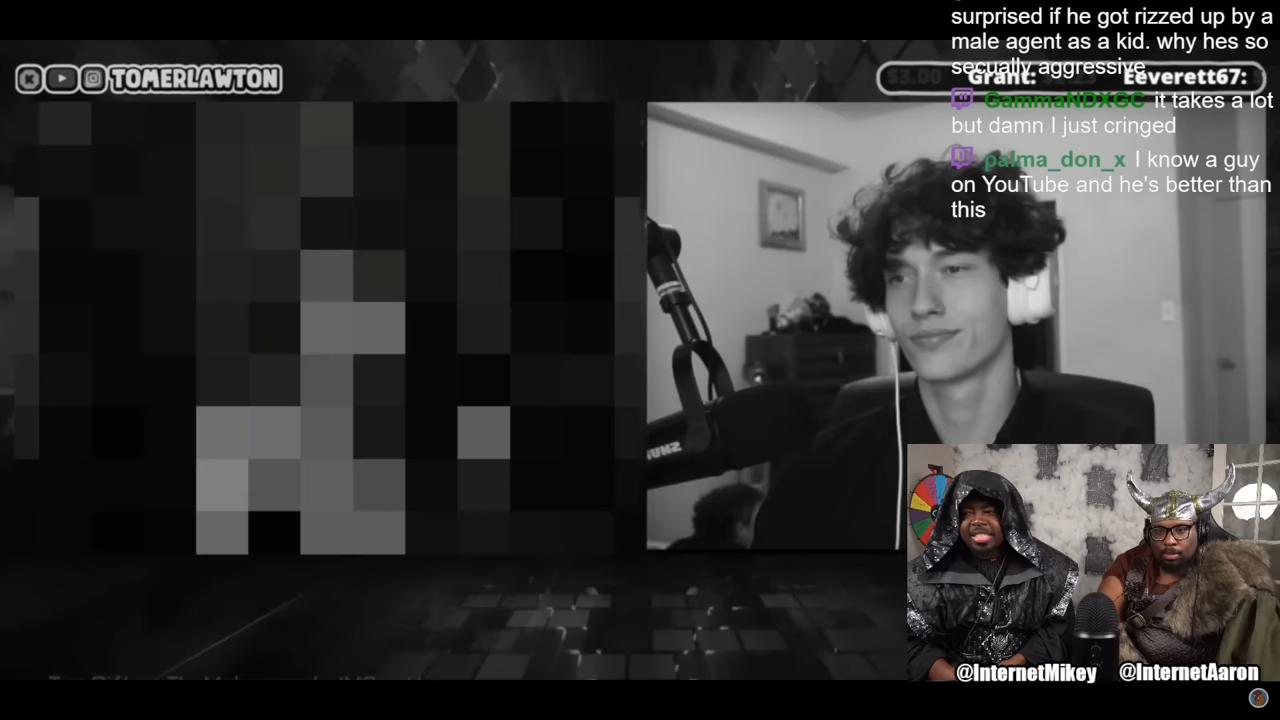 surprised if he got rizzed up by a
male agent as a kid. why hes so
secually aggressive
TOMERLAWTON
$3.00 Grant: Eeverett67:
GammaNDXGC it takes a lot
but damn I just cringed
palma_don_x I know a guy
on YouTube and he's better than
this
@InternetMikey @InternetAaron